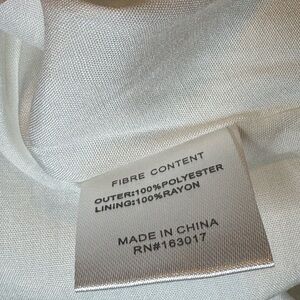 FIBRE CONTENT
OUTER:100%POLYESTER
LINING:100%RAYON
MADE IN CHINA
RN#163017